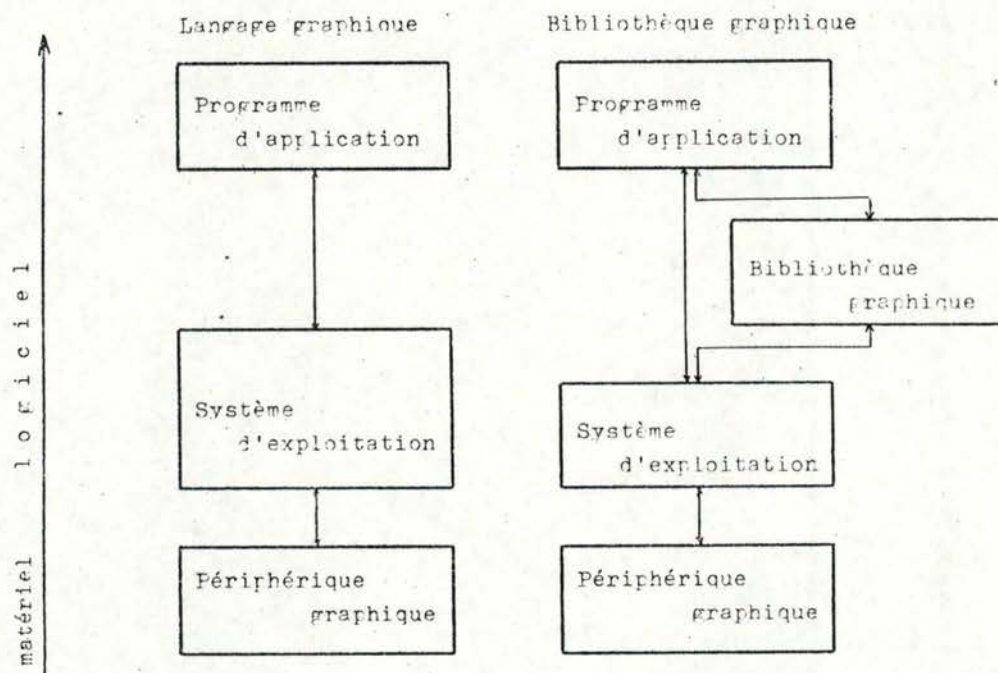 Langage graphique
Bibliothèque graphique
Programme
d'application
Programme
d'application
Bibliothèque
graphique
Système
d'exploitation
Système
d'exploitation
Périphérique
graphique
Périphérique
graphique
logiciel
matériel